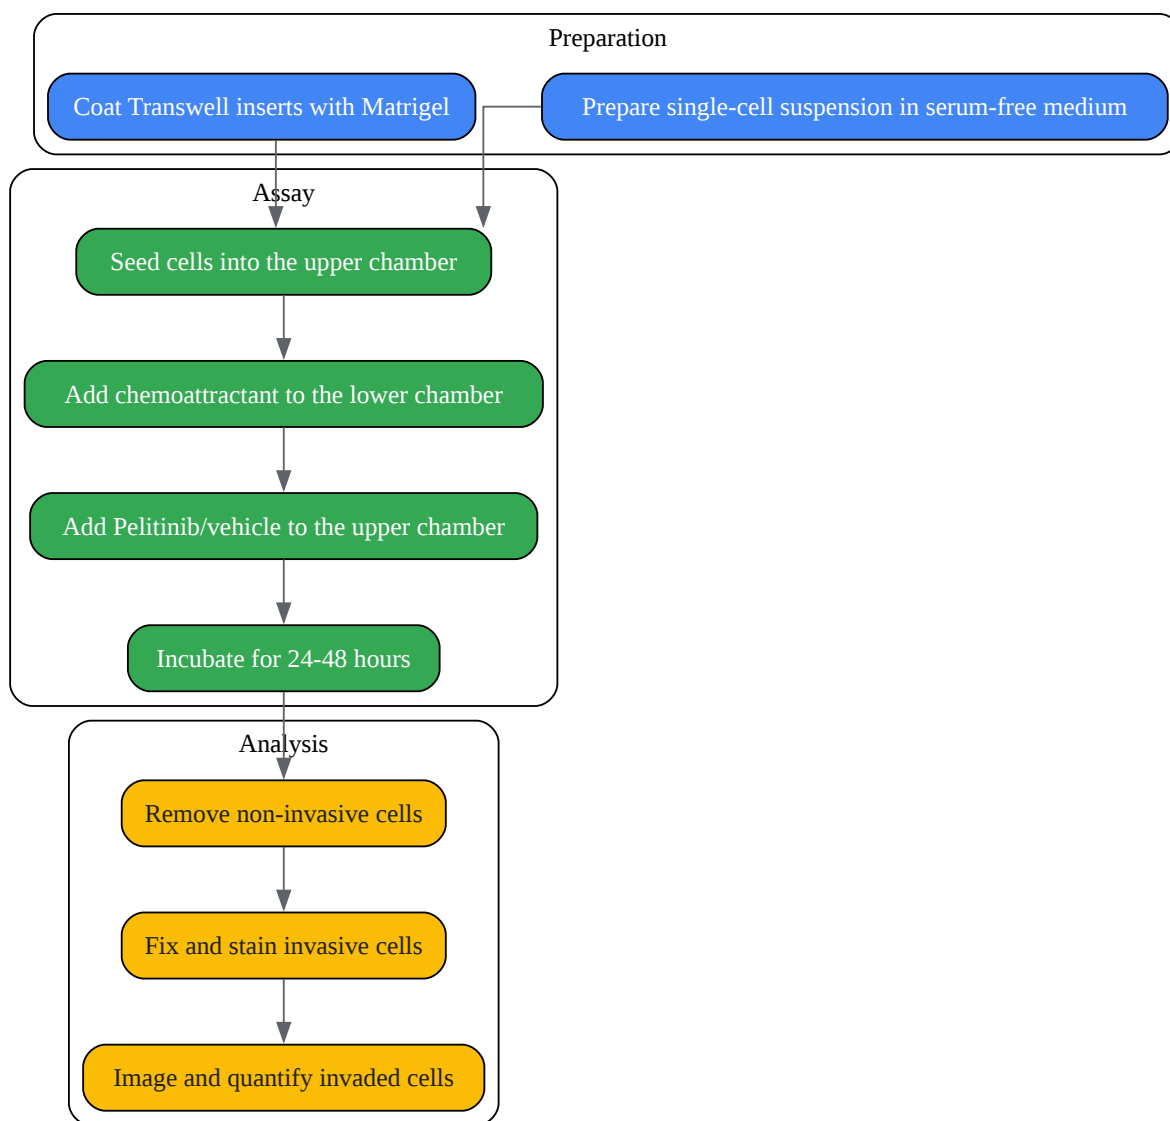 Preparation
Coat Transwell inserts with Matrigel
Prepare single-cell suspension in serum-free medium
Assay
Seed cells into the upper chamber
Add chemoattractant to the lower chamber
Add Pelitinib/vehicle to the upper chamber
Incubate for 24-48 hours
Analysis
Remove non-invasive cells
Fix and stain invasive cells
Image and quantify invaded cells